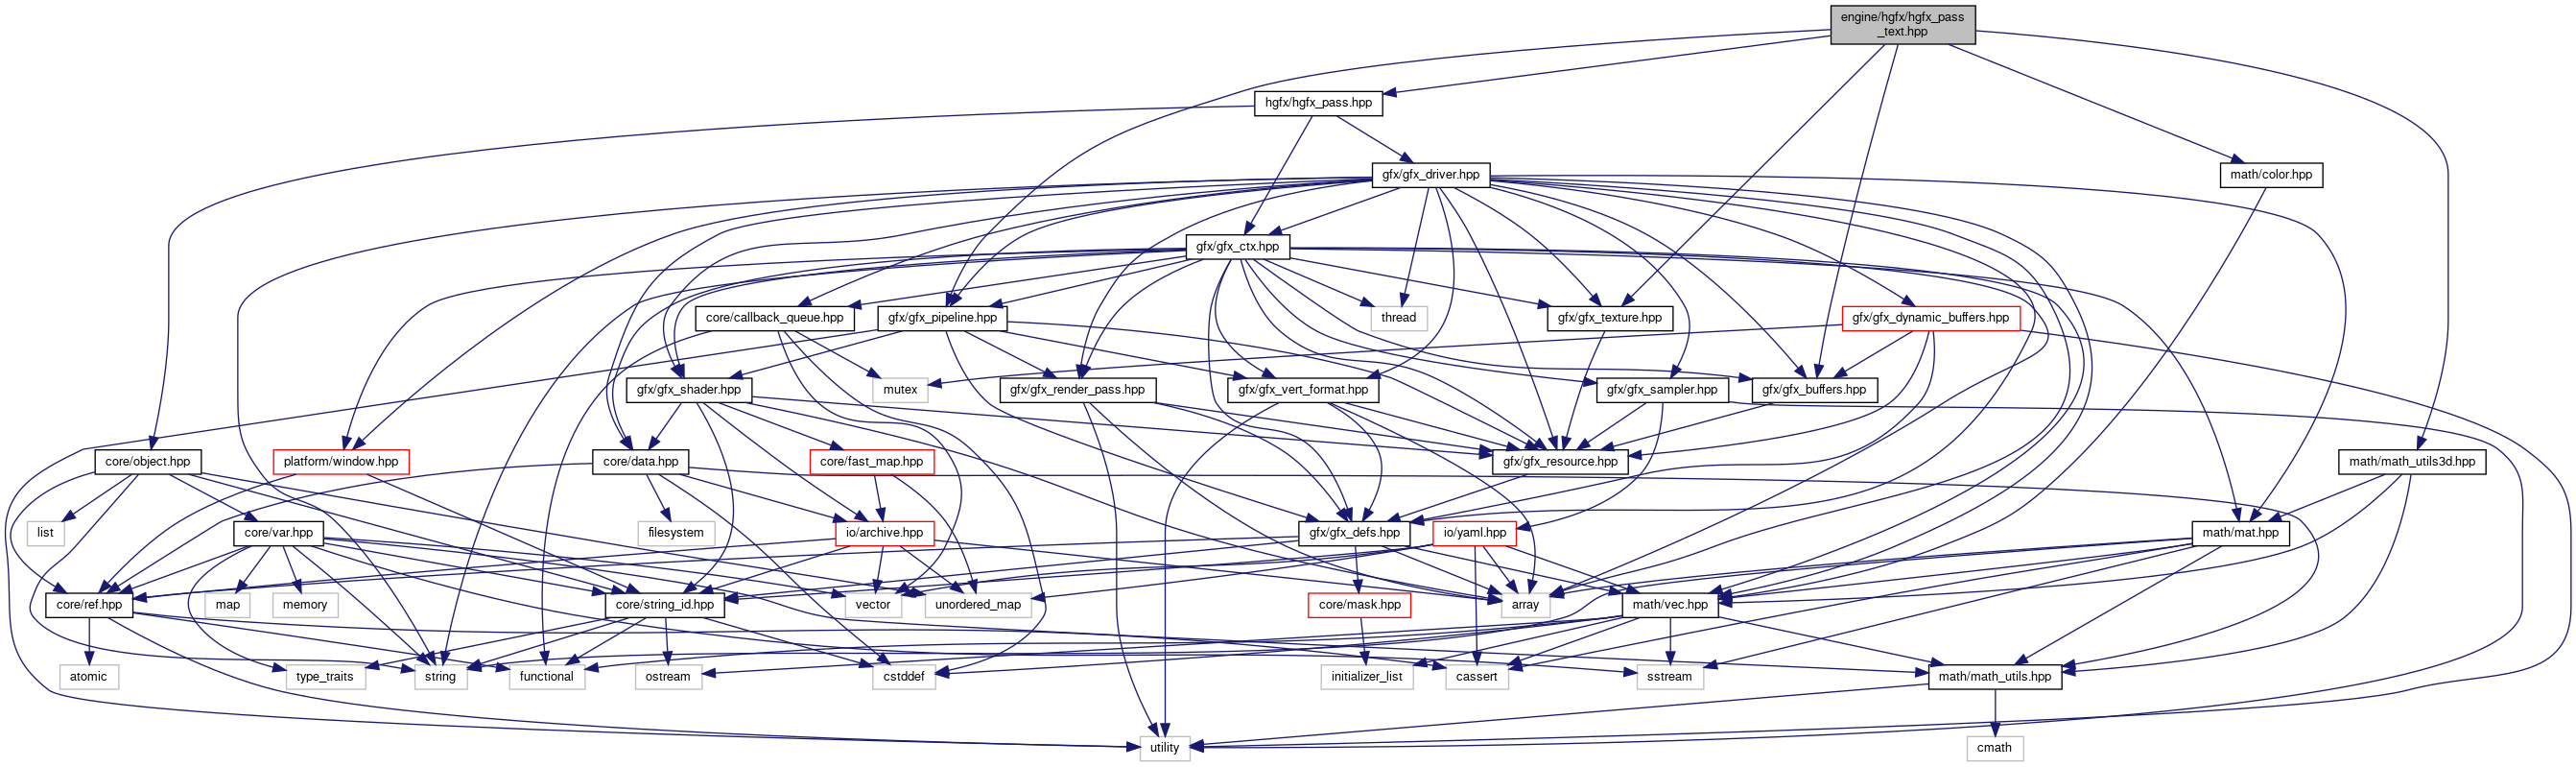 engine/hgfx/hgfx_pass
_text.hpp
hgfx/hgfx_pass.hpp
gfx/gfx_driver.hpp
math/color.hpp
gfx/gfx_ctx.hpp
core/callback_queue.hpp
gfx/gfx_pipeline.hpp
thread
gfx/gfx_texture.hpp
gfx/gfx_dynamic_buffers.hpp
gfx/gfx_shader.hpp
mutex
gfx/gfx_render_pass.hpp
gfx/gfx_vert_format.hpp
gfx/gfx_sampler.hpp
gfx/gfx_buffers.hpp
core/object.hpp
platform/window.hpp
core/data.hpp
core/fast_map.hpp
gfx/gfx_resource.hpp
math/math_utils3d.hpp
list
core/var.hpp
filesystem
io/archive.hpp
gfx/gfx_defs.hpp
io/yaml.hpp
math/mat.hpp
core/ref.hpp
map
memory
core/string_id.hpp
vector
unordered_map
core/mask.hpp
array
math/vec.hpp
atomic
type_traits
string
functional
ostream
cstddef
initializer_list
cassert
sstream
math/math_utils.hpp
utility
cmath